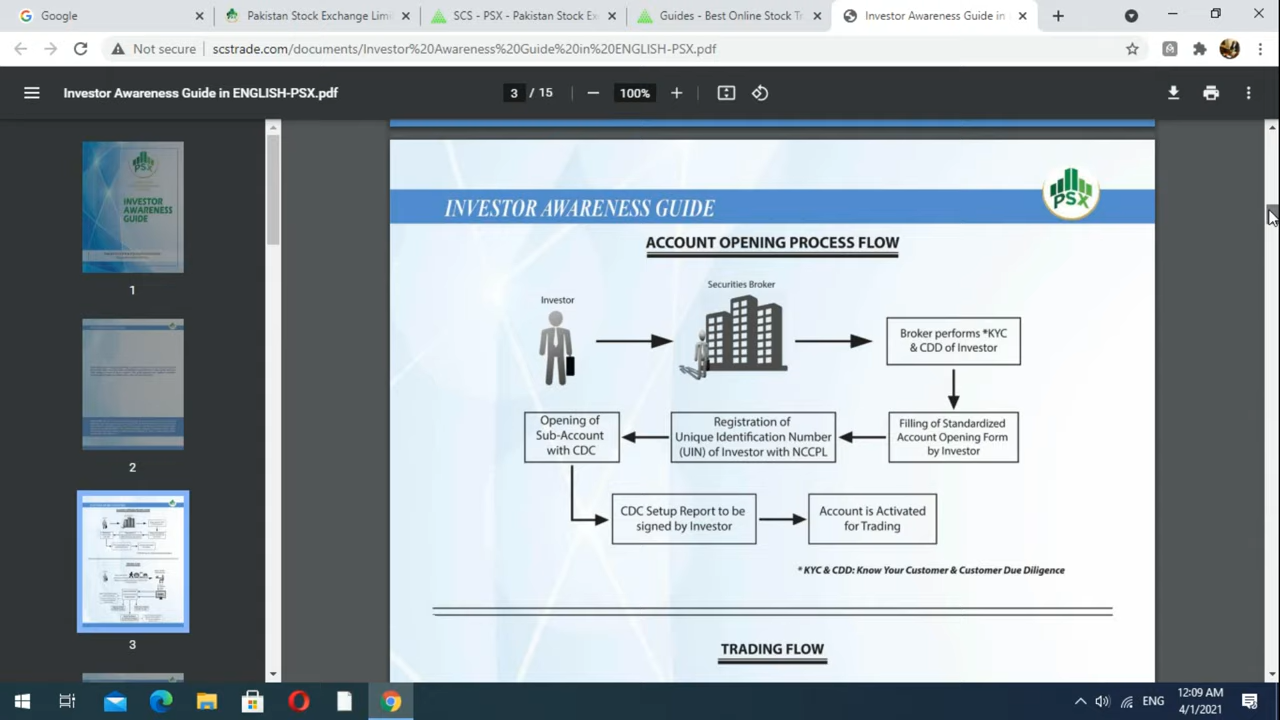 Google
Pakistan Stock Exchange Limi
SCS - PSX - Pakistan Stock Ex
Guides - Best Online Stock Tr
Investor Awareness Guide in
Not secure
scstrade.com/documents/Investor%20Awareness%20Guide%20in%20ENGLISH-PSX.pdf
Investor Awareness Guide in ENGLISH-PSX.pdf
3 / 15
100%
PSX
INVESTOR
AWARENESS
GUIDE
1
2
3
INVESTOR AWARENESS GUIDE
PSX
ACCOUNT OPENING PROCESS FLOW
Investor
Securities Broker
Broker performs *KYC
& CDD of Investor
Opening of
Sub-Account
with CDC
Registration of
Unique Identification Number
(UIN) of Investor with NCCPL
Filling of Standardized
Account Opening Form
by Investor
CDC Setup Report to be
signed by Investor
Account is Activated
for Trading
* KYC & CDD: Know Your Customer & Customer Due Diligence
TRADING FLOW
ENG
12:09 AM
4/1/2021